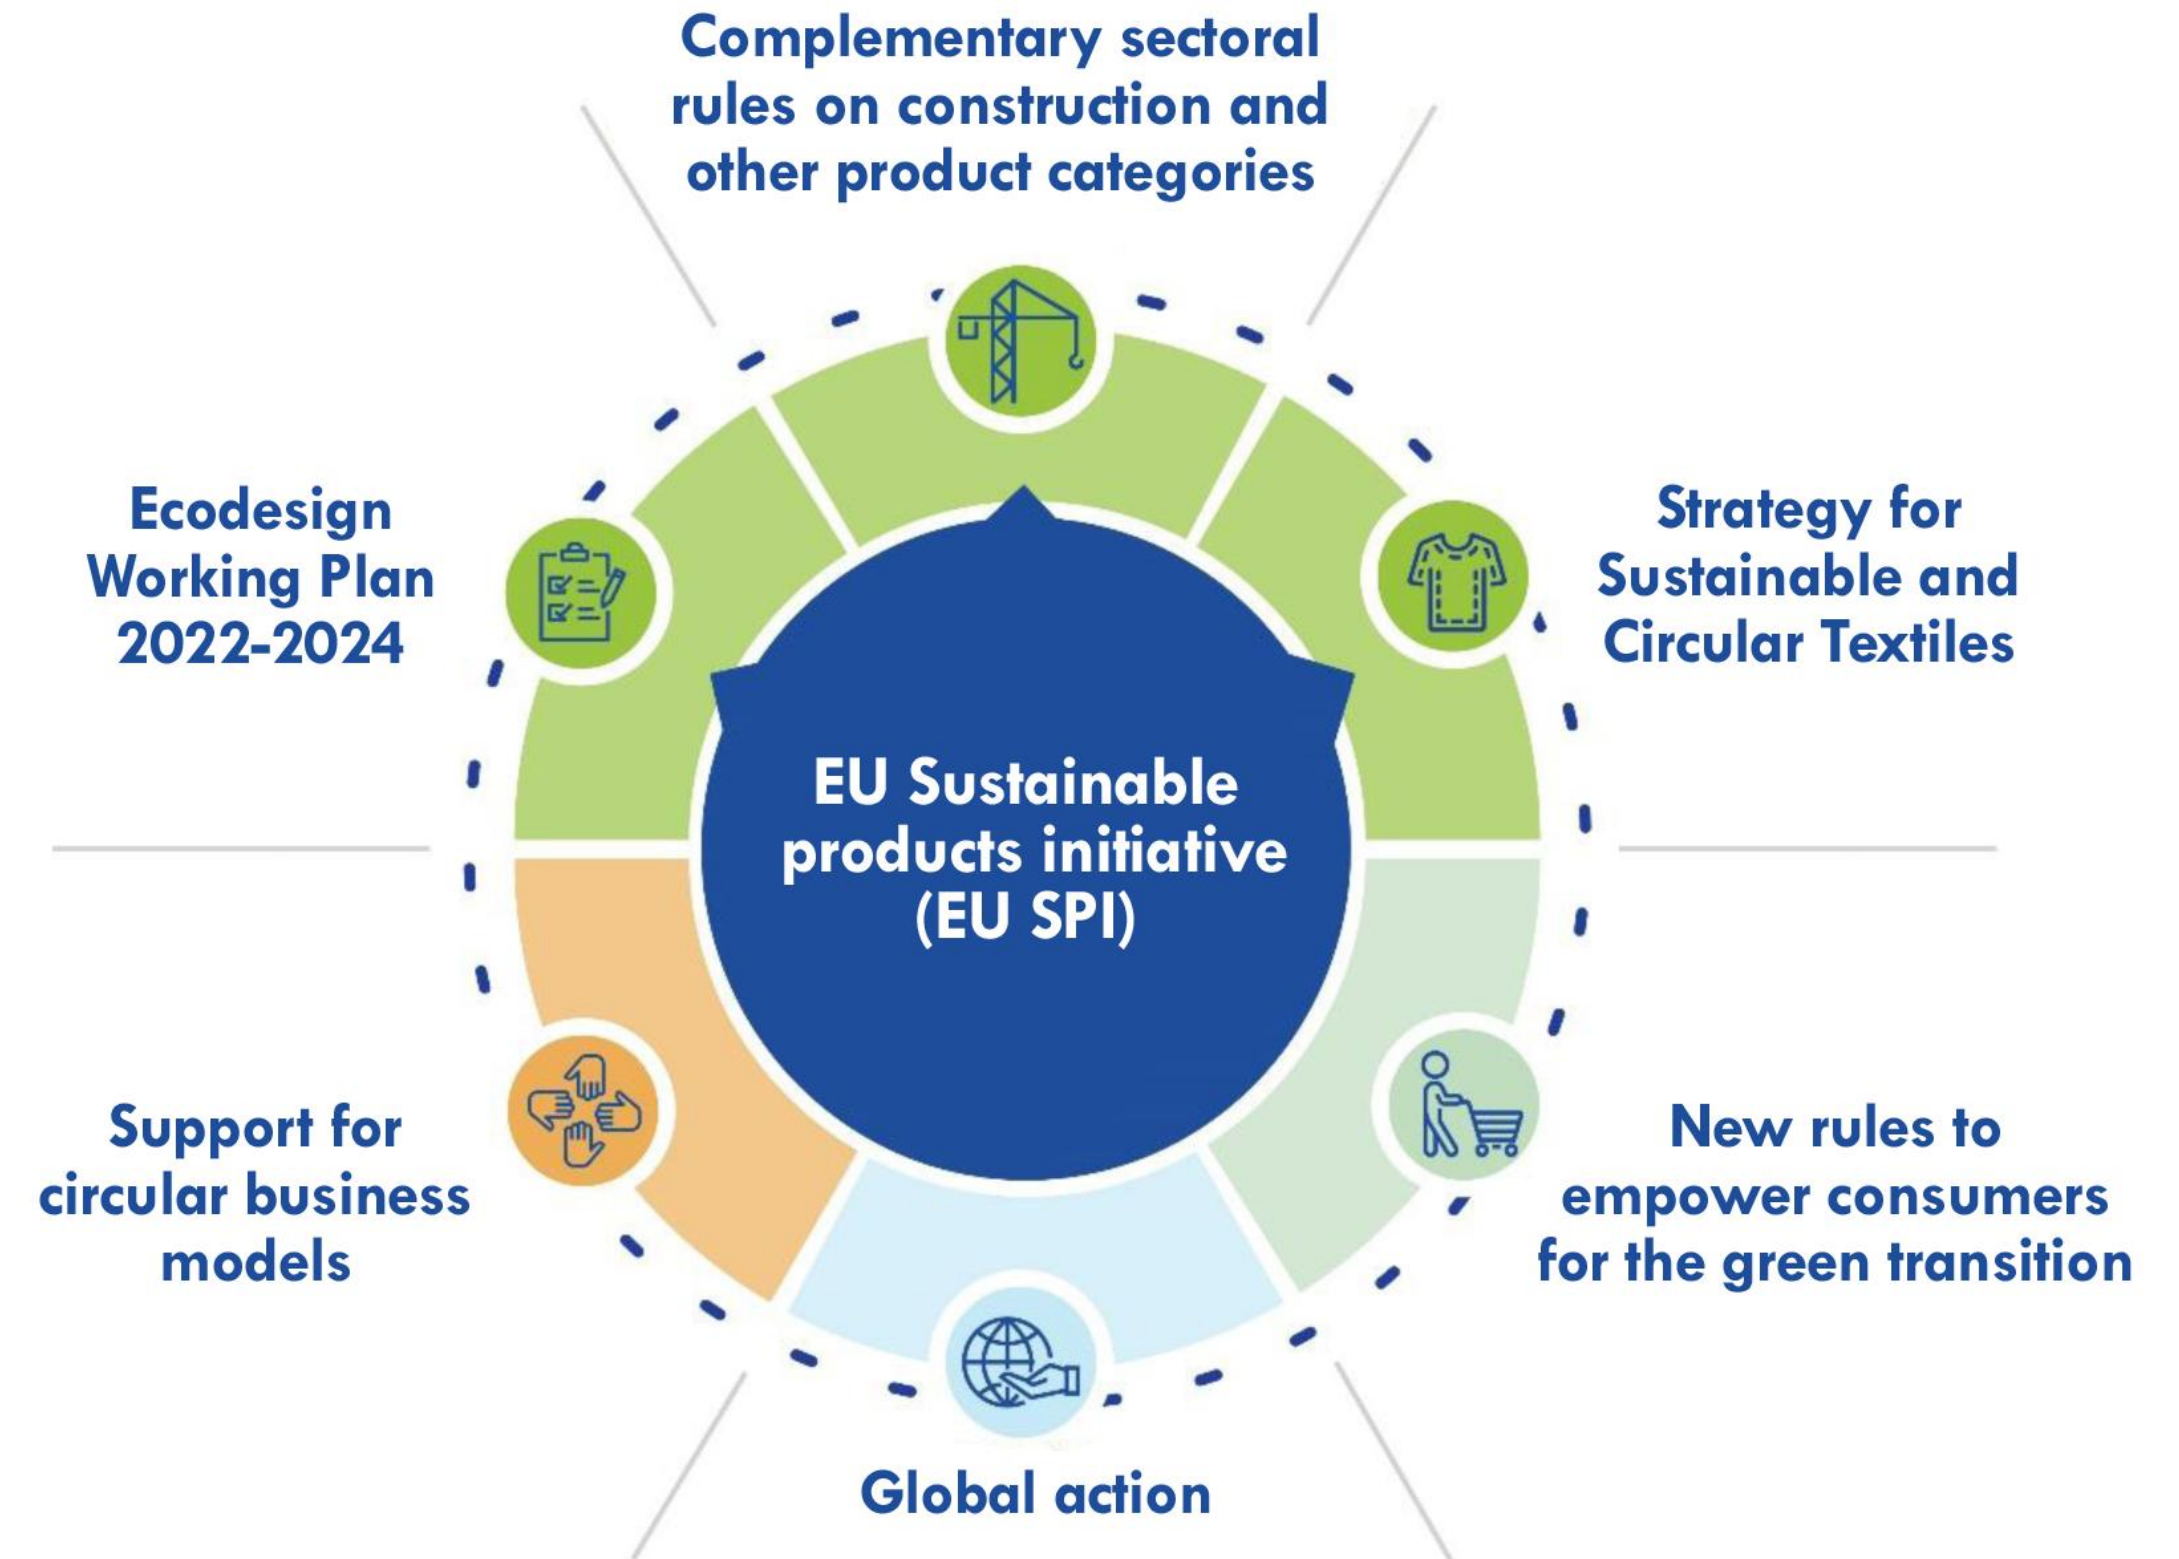 Complementary sectoral
rules on construction and
other product categories
Ecodesign
Working Plan
2022-2024
Strategy for
Sustainable and
Circular Textiles
EU Sustainable
products initiative
(EU SPI)
Support for
circular business
models
New rules to
empower consumers
for the green transition
Global action